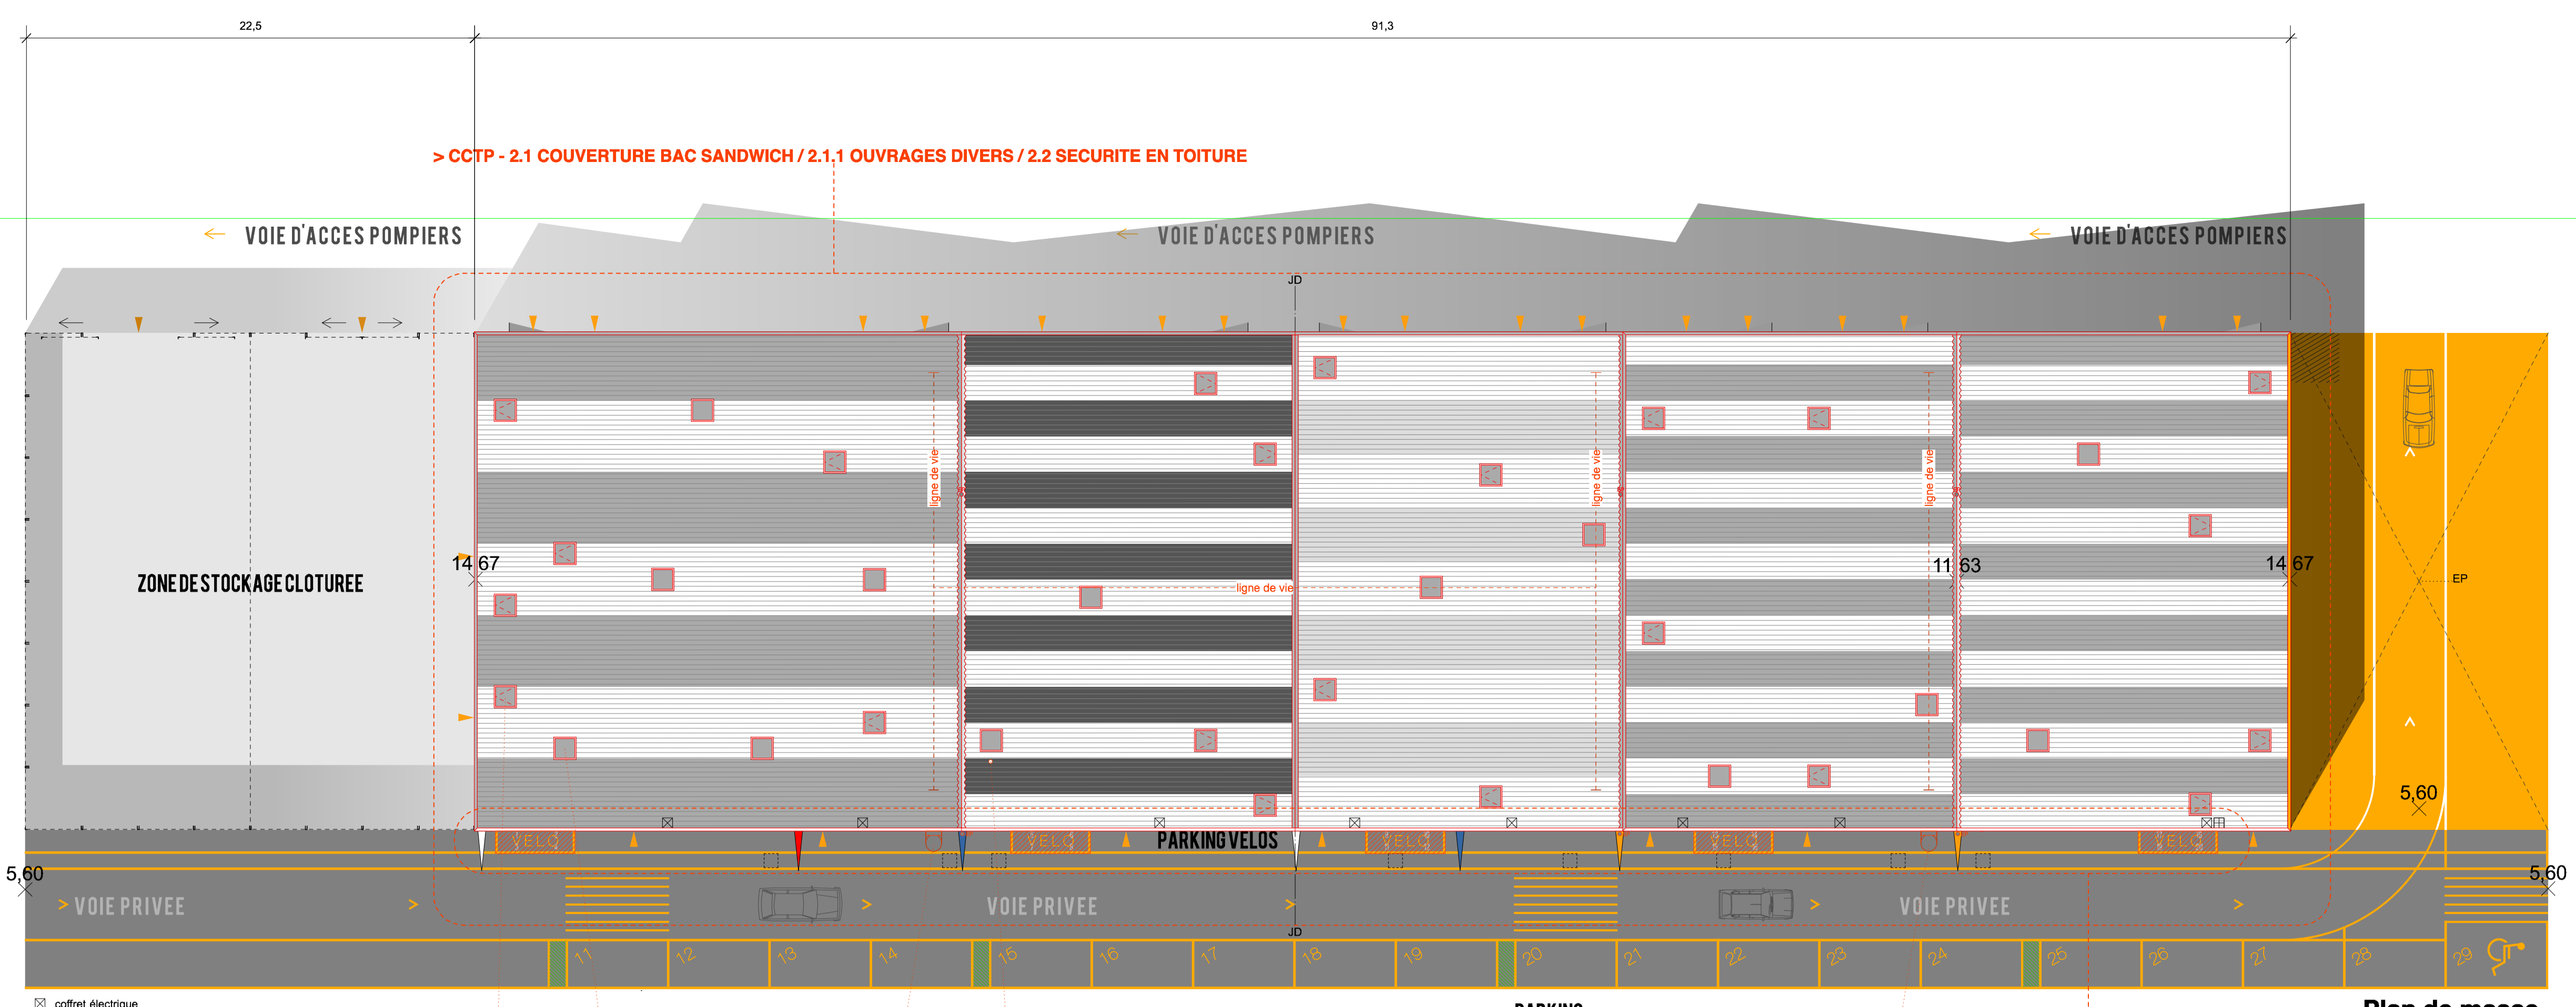 22,5
91,3
> CCTP - 2.1 COUVERTURE BAC SANDWICH / 2.1.1 OUVRAGES DIVERS / 2.2 SECURITE EN TOITURE
VOIE D'ACCES POMPIERS
VOIE D'ACCES POMPIERS
VOIE D'ACCES POMPIERS
JD
ligne de vie
ligne de vie
ligne de vie
14,67
11,63
14,67
ZONE DE STOCKAGE CLOTUREE
ligne de vie
EP
5,60
VELO
VELO
PARKING VELOS
VELO
VELO
VELO
5,60
5,60
VOIE PRIVEE
VOIE PRIVEE
VOIE PRIVEE
JD
11
12
13
14
15
16
17
18
19
20
21
22
23
24
25
26
27
28
29
coffret électrique
PARKING
Plan de masse